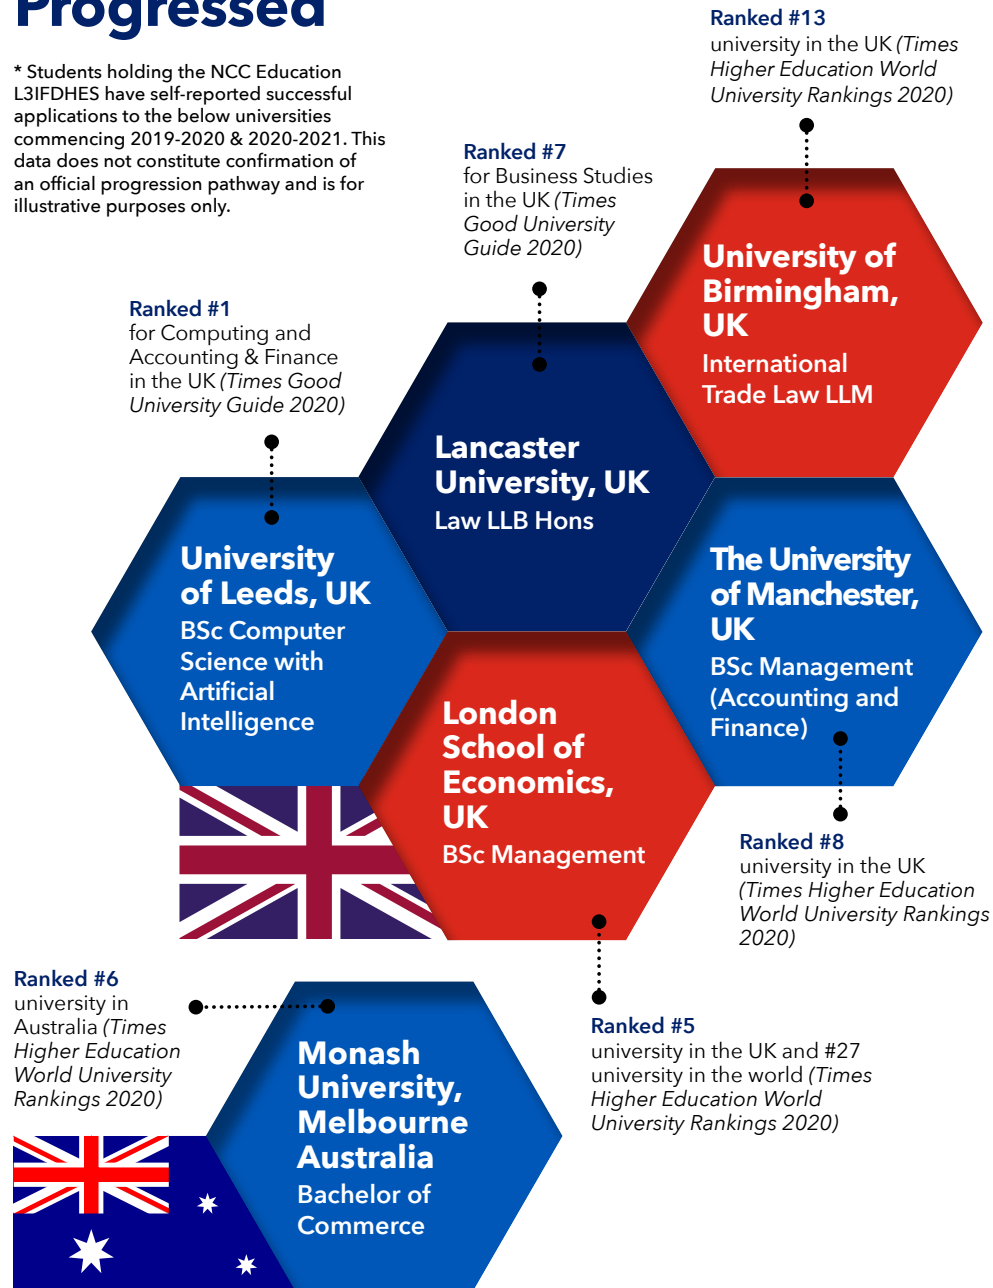 Progressed
* Students holding the NCC Education
L3IFDHES have self-reported successful
applications to the below universities
commencing 2019-2020 & 2020-2021. This
data does not constitute confirmation of
an official progression pathway and is for
illustrative purposes only.
Ranked #13
university in the UK (Times
Higher Education World
University Rankings 2020)
Ranked #7
for Business Studies
in the UK (Times
Good University
Guide 2020)
Ranked #1
for Computing and
Accounting & Finance
in the UK (Times Good
University Guide 2020)
University of
Birmingham,
UK
International
Trade Law LLM
Lancaster
University, UK
Law LLB Hons
University
of Leeds, UK
BSc Computer
Science with
Artificial
Intelligence
The University
of Manchester,
UK
BSc Management
(Accounting and
Finance)
London
School of
Economics,
UK
BSc Management
Ranked #8
university in the UK
(Times Higher Education
World University Rankings
2020)
Ranked #6
university in
Australia (Times
Higher Education
World University
Rankings 2020)
Ranked #5
university in the UK and #27
university in the world (Times
Higher Education World
University Rankings 2020)
Monash
University,
Melbourne
Australia
Bachelor of
Commerce